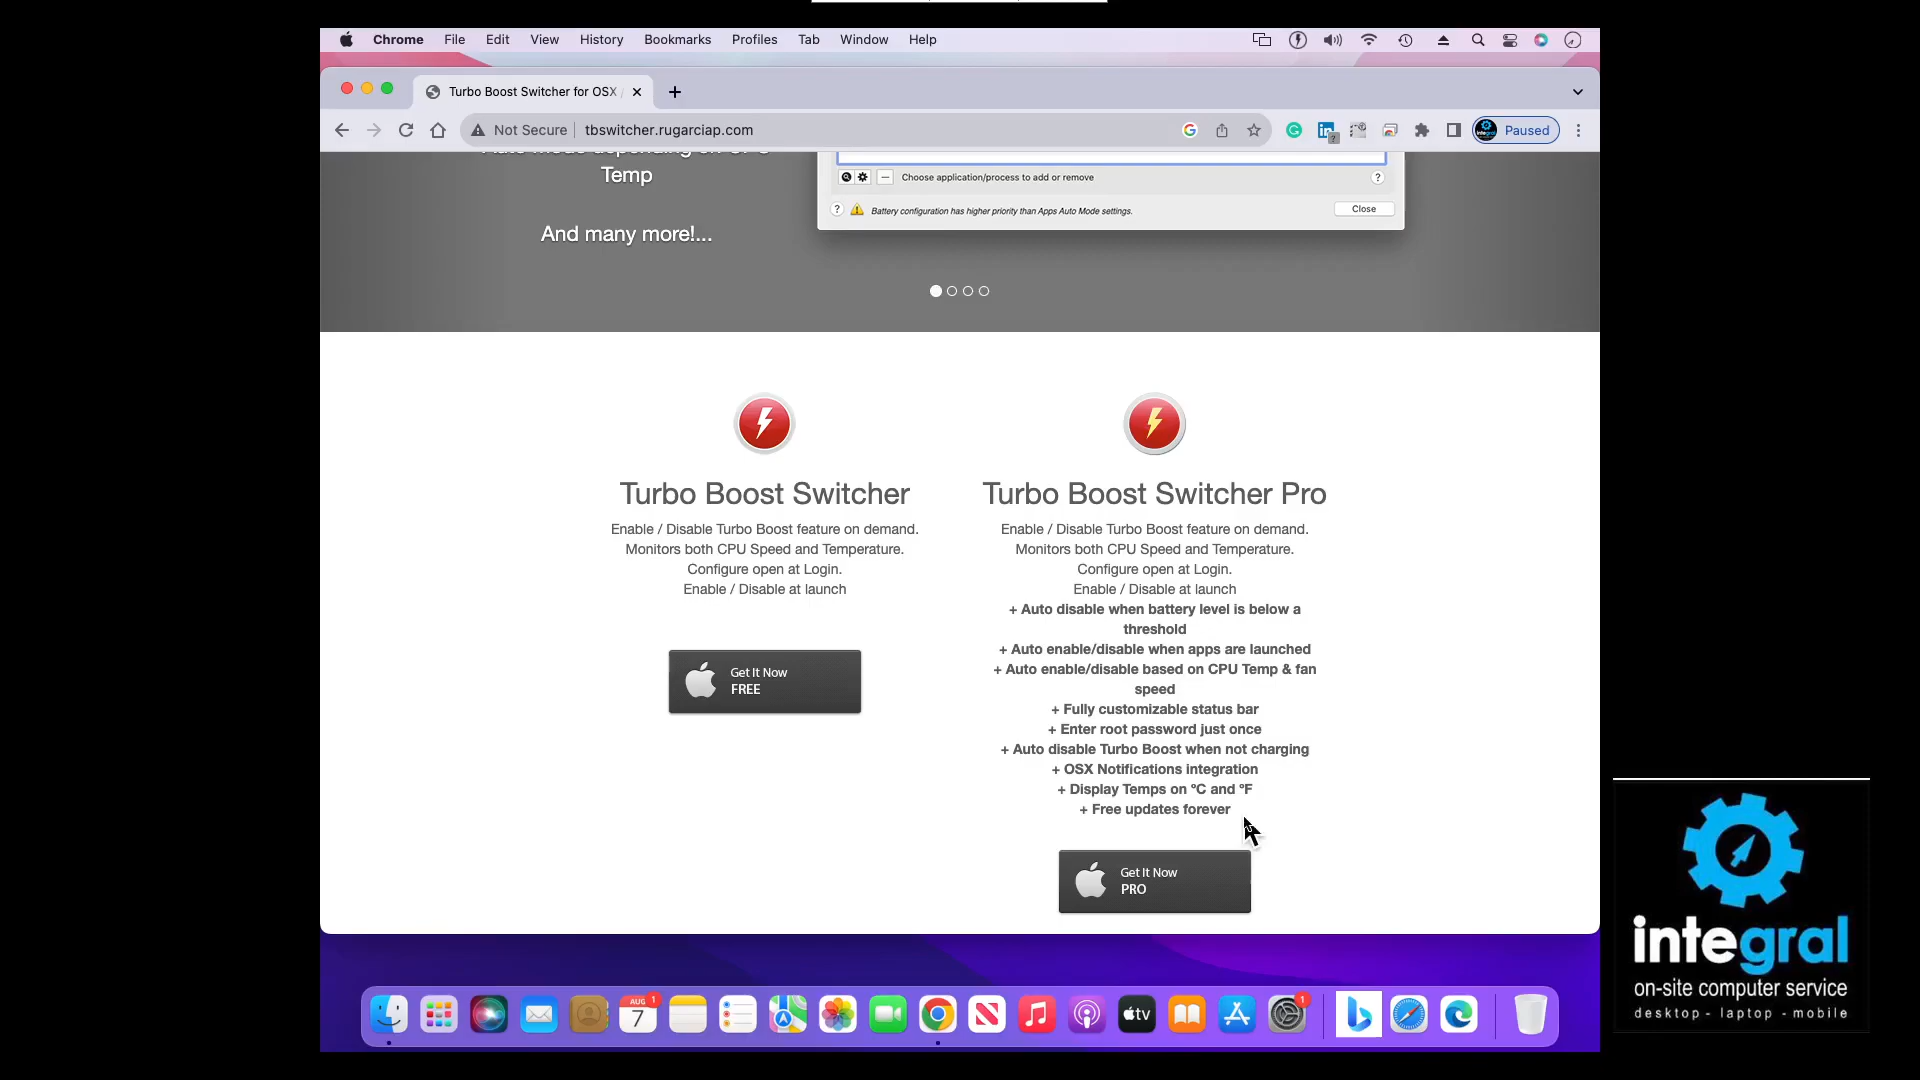 Chrome File Edit View History Bookmarks Profiles Tab Window Help
Turbo Boost Switcher for OSX
Not Secure tbswitcher.rugarciap.com Paused
Temp
And many more!...
Choose application/process to add or remove ?
? Battery configuration has higher priority than Apps Auto Mode settings. Close
Turbo Boost Switcher
Enable / Disable Turbo Boost feature on demand.
Monitors both CPU Speed and Temperature.
Configure open at Login.
Enable / Disable at launch
Get It Now
FREE
Turbo Boost Switcher Pro
Enable / Disable Turbo Boost feature on demand.
Monitors both CPU Speed and Temperature.
Configure open at Login.
Enable / Disable at launch
+ Auto disable when battery level is below a
threshold
+ Auto enable/disable when apps are launched
+ Auto enable/disable based on CPU Temp & fan
speed
+ Fully customizable status bar
+ Enter root password just once
+ Auto disable Turbo Boost when not charging
+ OSX Notifications integration
+ Display Temps on ºC and ºF
+ Free updates forever
Get It Now
PRO
AUG 1
7
tv
1
integral
on-site computer service
desktop - laptop - mobile